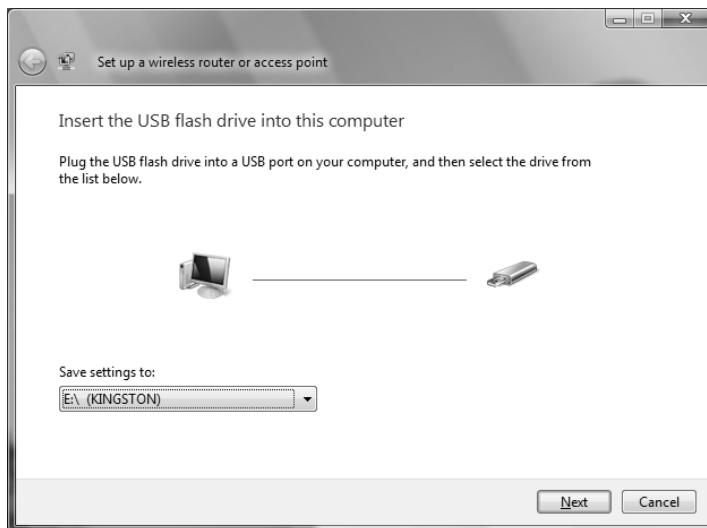 Set up a wireless router or access point
Insert the USB flash drive into this computer
Plug the USB flash drive into a USB port on your computer, and then select the drive from
the list below.
Save settings to:
E:\ (KINGSTON)
Next Cancel